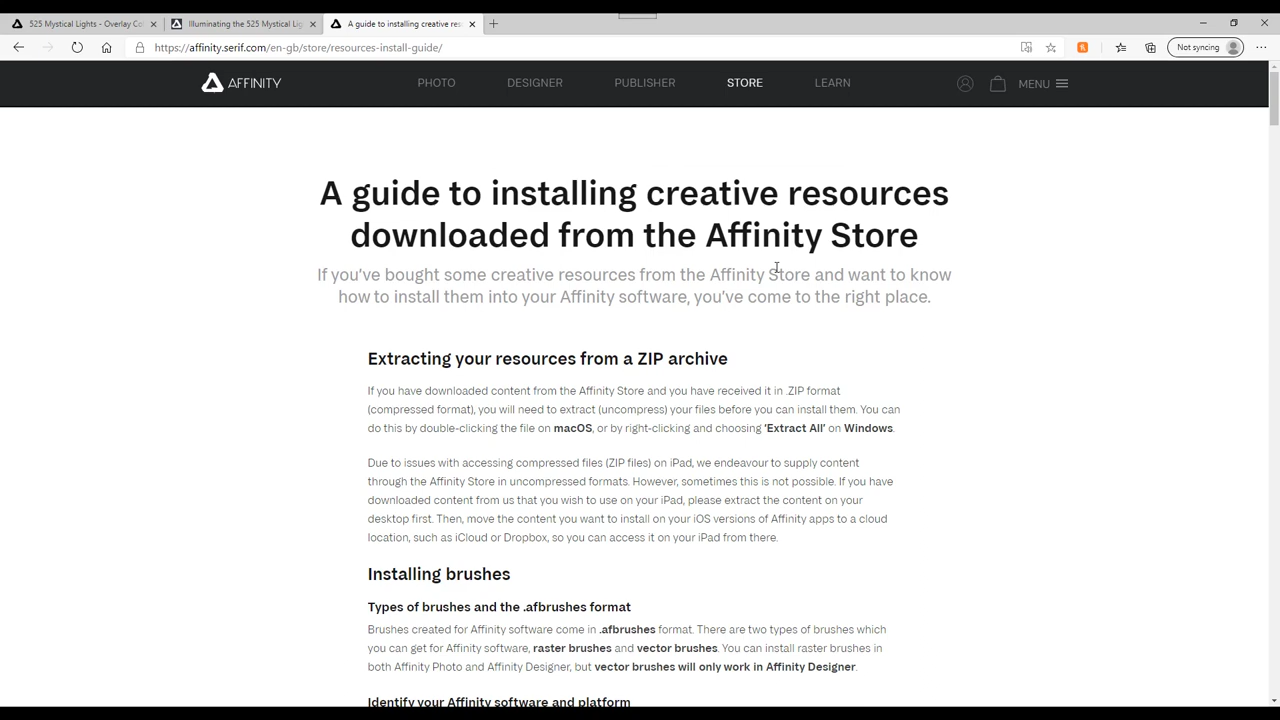 525 Mystical Lights - Overlay Co
Illuminating the 525 Mystical Lig
A guide to installing creative res
Not syncing
https://affinity.serif.com/en-gb/store/resources-install-guide/
AFFINITY
PHOTO
DESIGNER
PUBLISHER
STORE
LEARN
MENU
A guide to installing creative resources
downloaded from the Affinity Store
If you've bought some creative resources from the Affinity Store and want to know
how to install them into your Affinity software, you've come to the right place.
Extracting your resources from a ZIP archive
If you have downloaded content from the Affinity Store and you have received it in .ZIP format
(compressed format), you will need to extract (uncompress) your files before you can install them. You can
do this by double-clicking the file on macOS, or by right-clicking and choosing 'Extract All' on Windows.
Due to issues with accessing compressed files (ZIP files) on iPad, we endeavour to supply content
through the Affinity Store in uncompressed formats. However, sometimes this is not possible. If you have
downloaded content from us that you wish to use on your iPad, please extract the content on your
desktop first. Then, move the content you want to install on your iOS versions of Affinity apps to a cloud
location, such as iCloud or Dropbox, so you can access it on your iPad from there.
Installing brushes
Types of brushes and the .afbrushes format
Brushes created for Affinity software come in .afbrushes format. There are two types of brushes which
you can get for Affinity software, raster brushes and vector brushes. You can install raster brushes in
both Affinity Photo and Affinity Designer, but vector brushes will only work in Affinity Designer.
Identify your Affinity software and platform